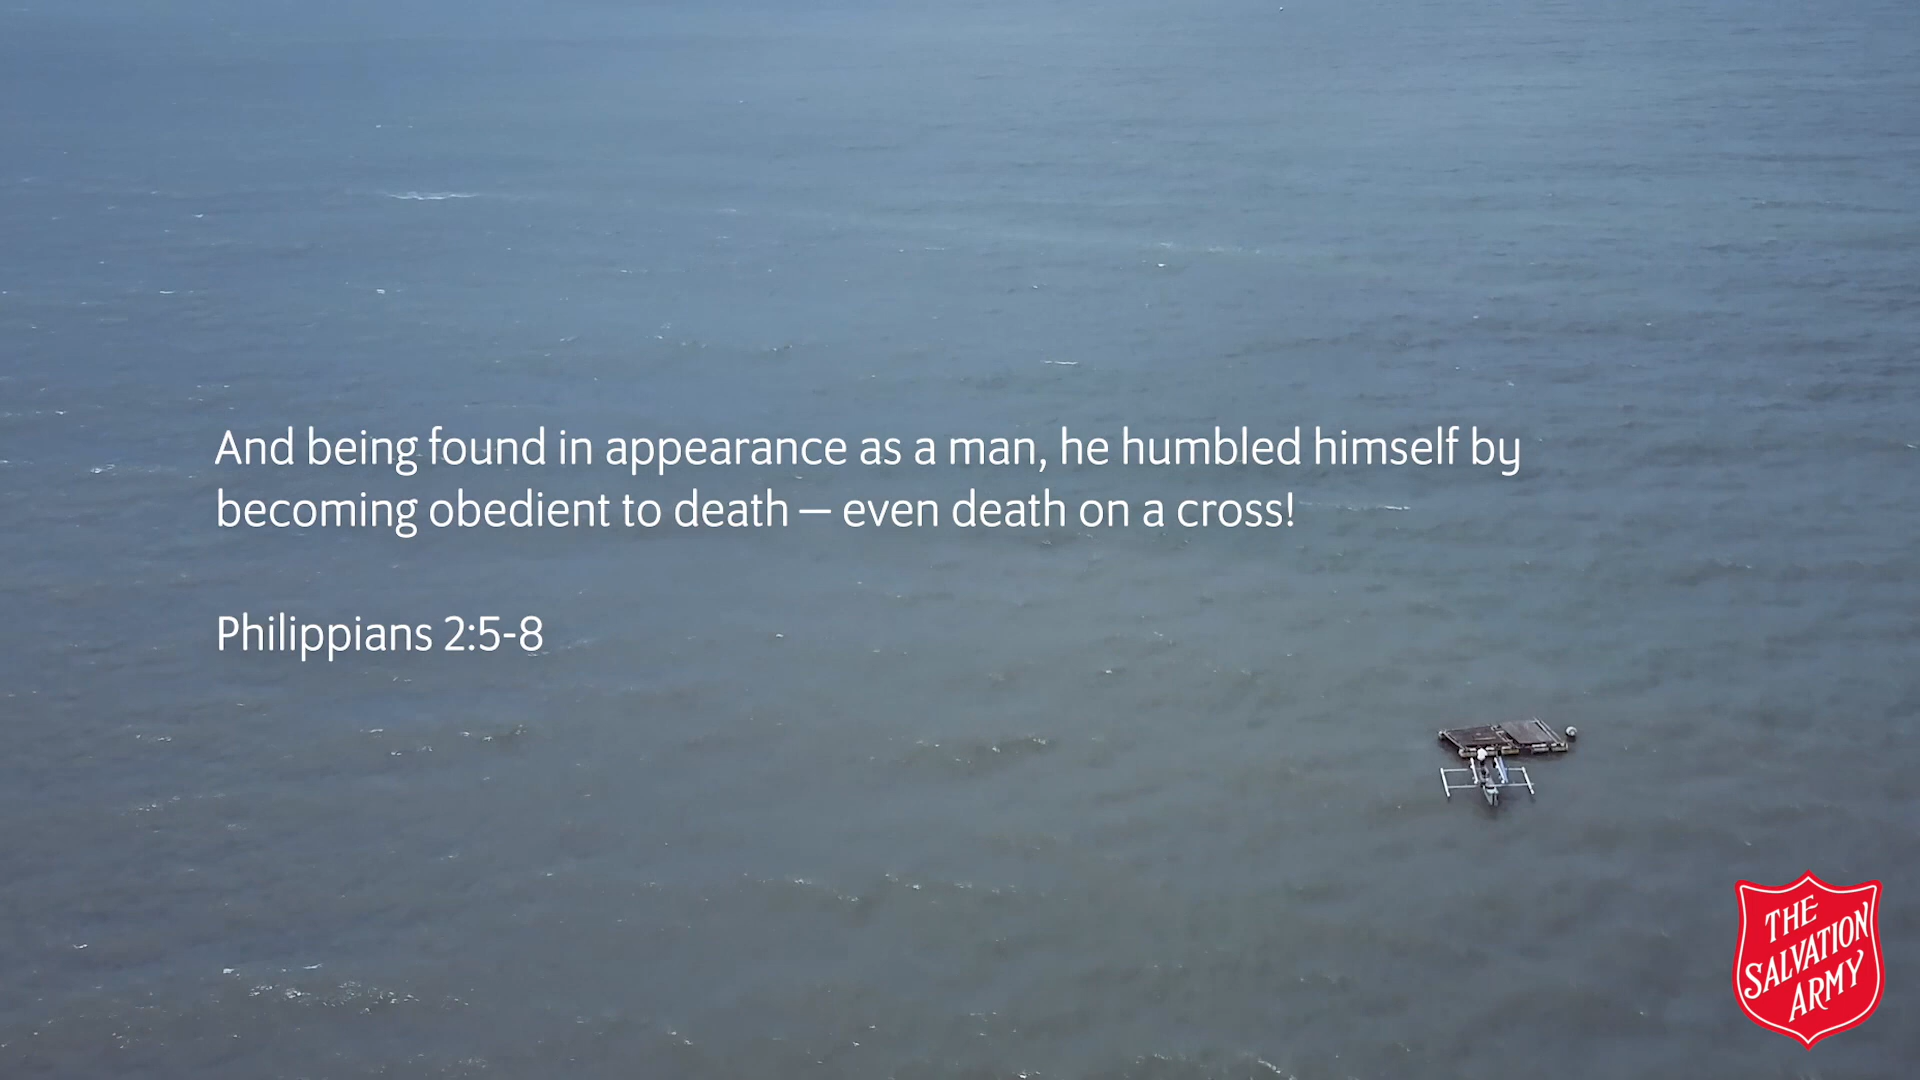 And being found in appearance as a man, he humbled himself by
becoming obedient to death — even death on a cross!
Philippians 2:5-8
THE
SALVATION
ARMY